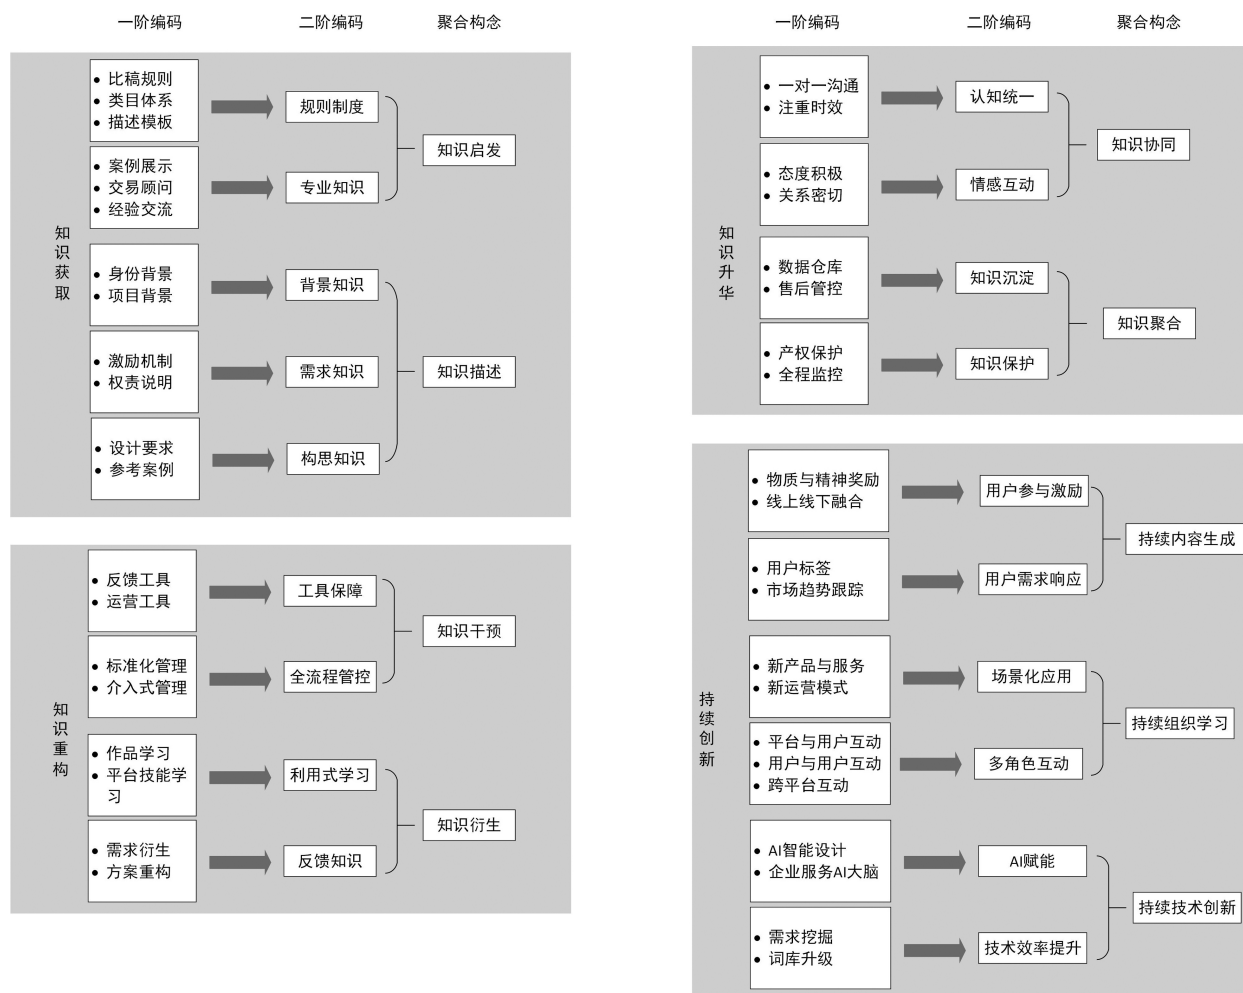 一阶编码
二阶编码
聚合构念
知识获取
• 比稿规则
• 类目体系
• 描述模板
规则制度
• 案例展示
• 交易顾问
• 经验交流
专业知识
知识启发
• 身份背景
• 项目背景
背景知识
• 激励机制
• 权责说明
需求知识
• 设计要求
• 参考案例
构思知识
知识描述
知识重构
• 反馈工具
• 运营工具
工具保障
• 标准化管理
• 介入式管理
全流程管控
知识干预
• 作品学习
• 平台技能学
习
利用式学习
• 需求衍生
• 方案重构
反馈知识
知识衍生
一阶编码
二阶编码
聚合构念
知识升华
• 一对一沟通
• 注重时效
认知统一
• 态度积极
• 关系密切
情感互动
知识协同
• 数据仓库
• 售后管控
知识沉淀
• 产权保护
• 全程监控
知识保护
知识聚合
持续创新
• 物质与精神奖励
• 线上线下融合
用户参与激励
• 用户标签
• 市场趋势跟踪
用户需求响应
持续内容生成
• 新产品与服务
• 新运营模式
场景化应用
• 平台与用户互动
• 用户与用户互动
• 跨平台互动
多角色互动
持续组织学习
• AI智能设计
• 企业服务AI大脑
AI赋能
• 需求挖掘
• 词库升级
技术效率提升
持续技术创新